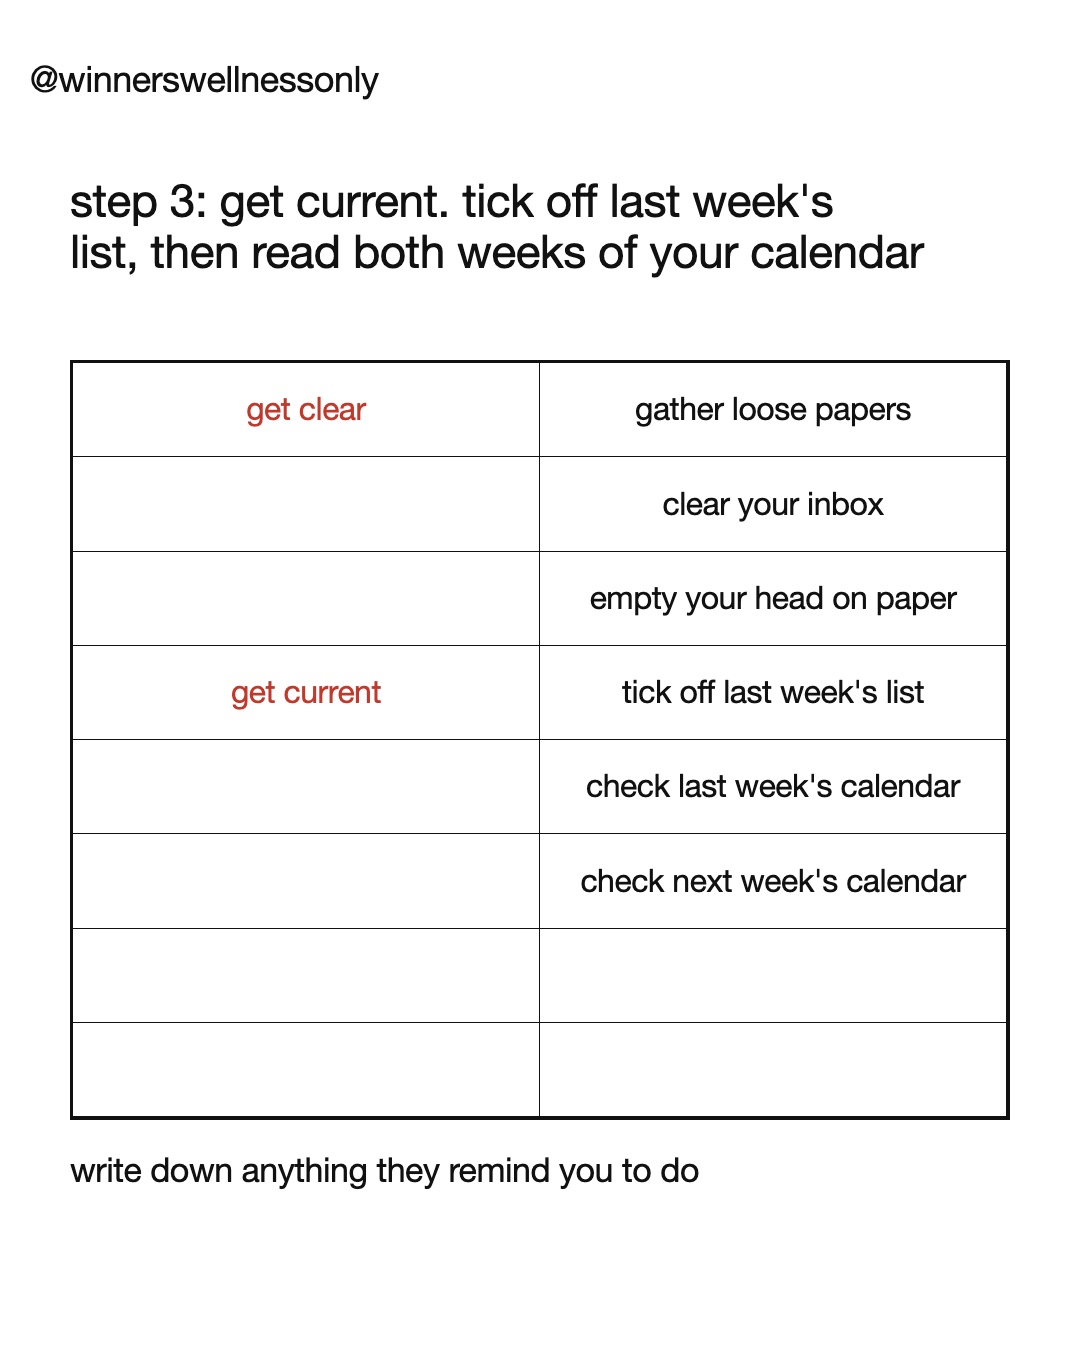 @winnerswellnessonly
step 3: get current. tick off last week's
list, then read both weeks of your calendar
get clear
gather loose papers
clear your inbox
empty your head on paper
get current
tick off last week's list
check last week's calendar
check next week's calendar
write down anything they remind you to do